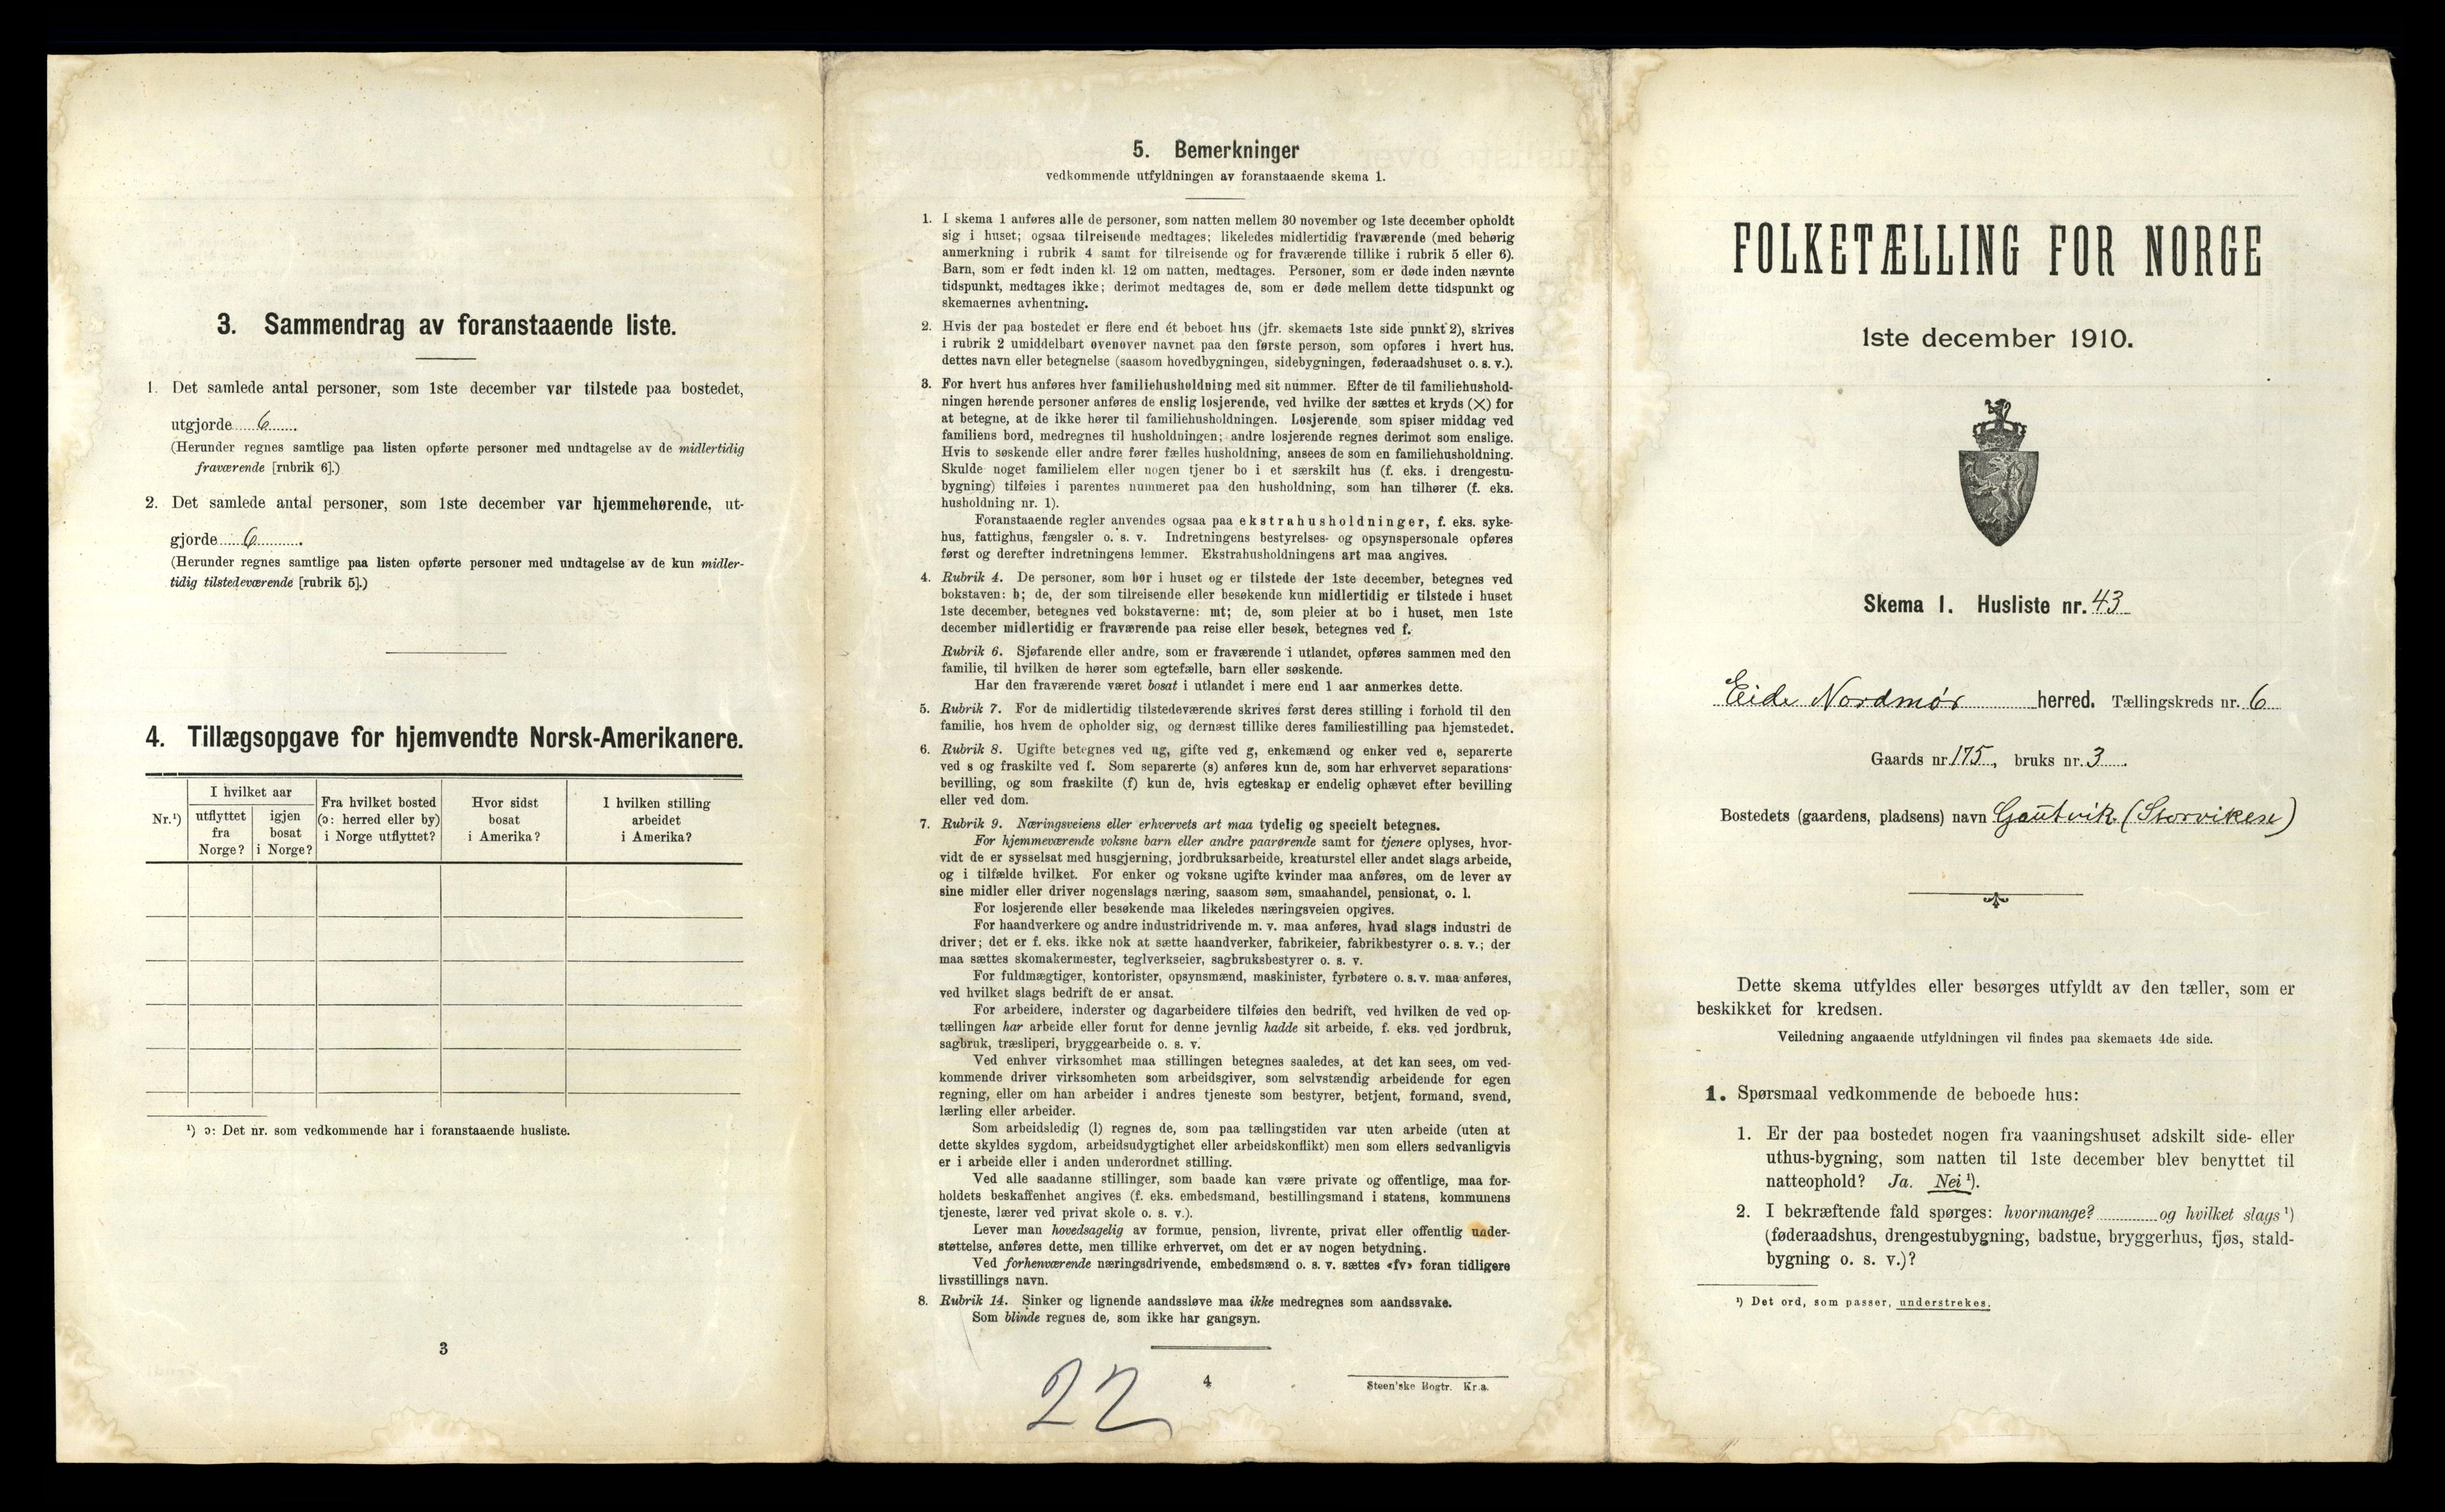 3. Sammendrag av foranstaaende liste.
1. Det samlede antal personer, som 1ste december var tilstede paa bostedet,
utgjorde 6.
(Herunder regnes samtlige paa listen opførte personer med undtagelse av de midlertidig
fraværende [rubrik 6].)
2. Det samlede antal personer, som 1ste december var hjemmehørende, ut-
gjorde 6.
(Herunder regnes samtlige paa listen opførte personer med undtagelse av de kun midler-
tidig tilstedeværende [rubrik 5].)
4. Tillægsopgave for hjemvendte Norsk-Amerikanere.
Nr.¹)
I hvilket aar
utflyttet
fra
Norge?
igjen
bosat
i Norge?
Fra hvilket bosted
(ɔ: herred eller by)
i Norge utflyttet?
Hvor sidst
bosat
i Amerika?
I hvilken stilling
arbeidet
i Amerika?
¹) ɔ: Det nr. som vedkommende har i foranstaaende husliste.
3
5. Bemerkninger
vedkommende utfyldningen av foranstaaende skema 1.
1. I skema 1 anføres alle de personer, som natten mellem 30 november og 1ste december opholdt
sig i huset; ogsaa tilreisende medtages; likeledes midlertidig fraværende (med behørig
anmerkning i rubrik 4 samt for tilreisende og for fraværende tillike i rubrik 5 eller 6).
Barn, som er født inden kl. 12 om natten, medtages. Personer, som er døde inden nævnte
tidspunkt, medtages ikke; derimot medtages de, som er døde mellem dette tidspunkt og
skemaernes avhentning.
2. Hvis der paa bostedet er flere end ét beboet hus (jfr. skemaets 1ste side punkt 2), skrives
i rubrik 2 umiddelbart ovenover navnet paa den første person, som opføres i hvert hus.
dettes navn eller betegnelse (saasom hovedbygningen, sidebygningen, føderaadshuset o. s. v.).
3. For hvert hus anføres hver familiehusholdning med sit nummer. Efter de til familiehushold-
ningen hørende personer anføres de enslig losjerende, ved hvilke der sættes et kryds (×) for
at betegne, at de ikke hører til familiehusholdningen. Losjerende, som spiser middag ved
familiens bord, medregnes til husholdningen; andre losjerende regnes derimot som enslige.
Hvis to søskende eller andre fører fælles husholdning, ansees de som en familiehusholdning.
Skulde noget familielem eller nogen tjener bo i et særskilt hus (f. eks. i drengestu-
bygning) tilføies i parentes nummeret paa den husholdning, som han tilhører (f. eks.
husholdning nr. 1).
Foranstaaende regler anvendes ogsaa paa ekstrahusholdninger, f. eks. syke-
hus, fattighus, fængsler o. s. v. Indretningens bestyrelses- og opsynspersonale opføres
først og derefter indretningens lemmer. Ekstrahusholdningens art maa angives.
4. Rubrik 4. De personer, som bor i huset og er tilstede der 1ste december, betegnes ved
bokstaven: b; de, der som tilreisende eller besøkende kun midlertidig er tilstede i huset
1ste december, betegnes ved bokstaverne: mt; de, som pleier at bo i huset, men 1ste
december midlertidig er fraværende paa reise eller besøk, betegnes ved f.
Rubrik 6. Sjøfarende eller andre, som er fraværende i utlandet, opføres sammen med den
familie, til hvilken de hører som egtefælle, barn eller søskende.
Har den fraværende været bosat i utlandet i mere end 1 aar anmerkes dette.
5. Rubrik 7. For de midlertidig tilstedeværende skrives først deres stilling i forhold til den
familie, hos hvem de opholder sig, og dernæst tillike deres familiestilling paa hjemstedet.
6. Rubrik 8. Ugifte betegnes ved ug, gifte ved g, enkemænd og enker ved e, separerte
ved s og fraskilte ved f. Som separerte (s) anføres kun de, som har erhvervet separations-
bevilling, og som fraskilte (f) kun de, hvis egteskap er endelig ophævet efter bevilling
eller ved dom.
7. Rubrik 9. Næringsveiens eller erhvervets art maa tydelig og specielt betegnes.
For hjemmeværende voksne barn eller andre paarørende samt for tjenere oplyses, hvor-
vidt de er sysselsat med husgjerning, jordbruksarbeide, kreaturstel eller andet slags arbeide,
og i tilfælde hvilket. For enker og voksne ugifte kvinder maa anføres, om de lever av
sine midler eller driver nogenslags næring, saasom søm, smaahandel, pensionat, o. l.
For losjerende eller besøkende maa likeledes næringsveien opgives.
For haandverkere og andre industridrivende m. v. maa anføres, hvad slags industri de
driver; det er f. eks. ikke nok at sætte haandverker, fabrikeier, fabrikbestyrer o. s. v.; der
maa sættes skomakermester, teglverkseier, sagbruksbestyrer o. s. v.
For fuldmægtiger, kontorister, opsynsmænd, maskinister, fyrbøtere o. s. v. maa anføres,
ved hvilket slags bedrift de er ansat.
For arbeidere, inderster og dagarbeidere tilføies den bedrift, ved hvilken de ved op-
tællingen har arbeide eller forut for denne jevnlig hadde sit arbeide, f. eks. ved jordbruk,
sagbruk, træsliperi, bryggearbeide o. s. v.
Ved enhver virksomhet maa stillingen betegnes saaledes, at det kan sees, om ved-
kommende driver virksomheten som arbeidsgiver, som selvstændig arbeidende for egen
regning, eller om han arbeider i andres tjeneste som bestyrer, betjent, formand, svend,
lærling eller arbeider.
Som arbeidsledig (l) regnes de, som paa tællingstiden var uten arbeide (uten at
dette skyldes sygdom, arbeidsudygtighet eller arbeidskonflikt) men som ellers sedvanligvis
er i arbeide eller i anden underordnet stilling.
Ved alle saadanne stillinger, som baade kan være private og offentlige, maa for-
holdets beskaffenhet angives (f. eks. embedsmand, bestillingsmand i statens, kommunens
tjeneste, lærer ved privat skole o. s. v.).
Lever man hovedsagelig av formue, pension, livrente, privat eller offentlig under-
støttelse, anføres dette, men tillike erhvervet, om det er av nogen betydning.
Ved forhenværende næringsdrivende, embedsmænd o. s. v. sættes «fv» foran tidligere
livsstillings navn.
8. Rubrik 14. Sinker og lignende aandssløve maa ikke medregnes som aandssvake.
Som blinde regnes de, som ikke har gangsyn.
22
4
Steen'ske Bogtr. Kr.a.
FOLKETÆLLING FOR NORGE
1ste december 1910.
Skema 1. Husliste nr. 43
Eide Nordmør herred. Tællingskreds nr. 6
Gaards nr. 175, bruks nr. 3.
Bostedets (gaardens, pladsens) navn Gautvik (Storviken)
Dette skema utfyldes eller besørges utfyldt av den tæller, som er
beskikket for kredsen.
Veiledning angaaende utfyldningen vil findes paa skemaets 4de side.
1. Spørsmaal vedkommende de beboede hus:
1. Er der paa bostedet nogen fra vaaningshuset adskilt side- eller
uthus-bygning, som natten til 1ste december blev benyttet til
natteophold? Ja. Nei ¹).
2. I bekræftende fald spørges: hvormange? og hvilket slags ¹)
(føderaadshus, drengestubygning, badstue, bryggerhus, fjøs, stald-
bygning o. s. v.)?
¹) Det ord, som passer, understrekes.